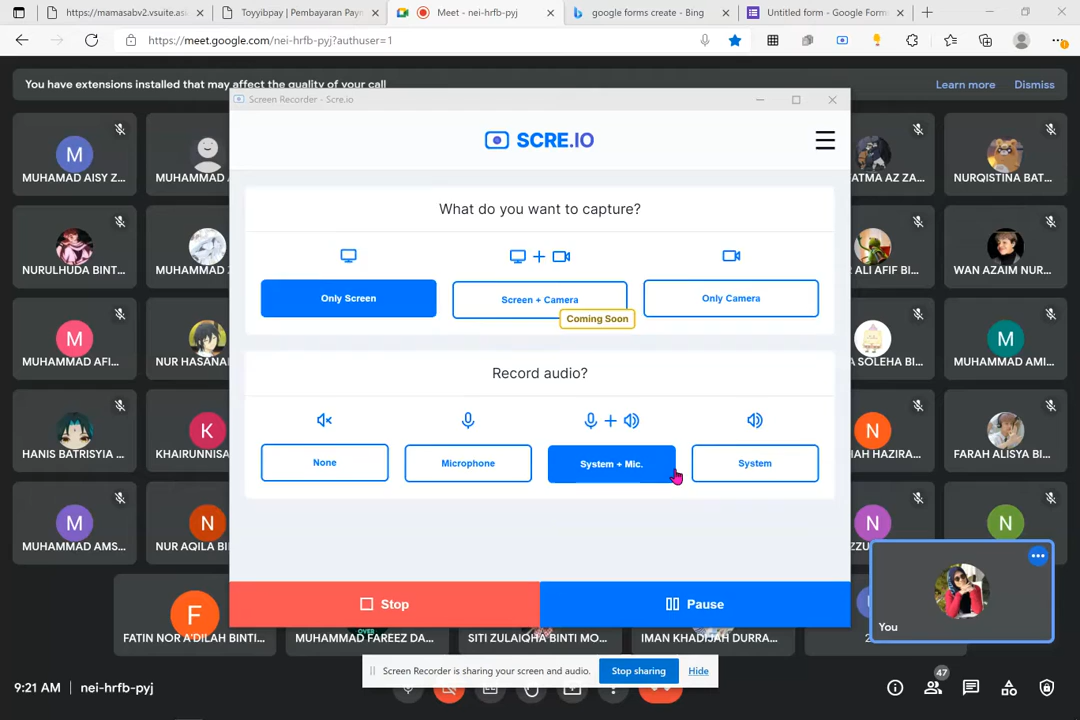 https://mamasabv2.vsuite.as
Toyyibpay | Pembayaran Payn
Meet - nei-hrfb-pyj
google forms create - Bing
Untitled form - Google Form
https://meet.google.com/nei-hrfb-pyj?authuser=1
You have extensions installed that may affect the quality of your call
Learn more
Dismiss
Screen Recorder - Scre.io
SCRE.IO
What do you want to capture?
Only Screen
Screen + Camera
Only Camera
Coming Soon
Record audio?
None
Microphone
System + Mic.
System
Stop
Pause
M
MUHAMAD AISY Z...
MUHAMMAD
ATMA AZ ZA...
NURQISTINA BAT...
NURULHUDA BINT...
MUHAMMAD
ALI AFIF BI...
WAN AZAIM NUR...
M
MUHAMMAD AFI...
NUR HASANA
A SOLEHA BI...
M
MUHAMMAD AMI...
HANIS BATRISYIA ...
K
KHAIRUNNISA
N
HAZIRA...
FARAH ALISYA BI...
M
MUHAMMAD AMS...
N
NUR AQILA BI
N
N
You
F
FATIN NOR A'DILAH BINTI...
MUHAMMAD FAREEZ DA...
SITI ZULAIQHA BINTI MO...
IMAN KHADIJAH DURRA...
2
Screen Recorder is sharing your screen and audio.
Stop sharing
Hide
9:21 AM
nei-hrfb-pyj
47